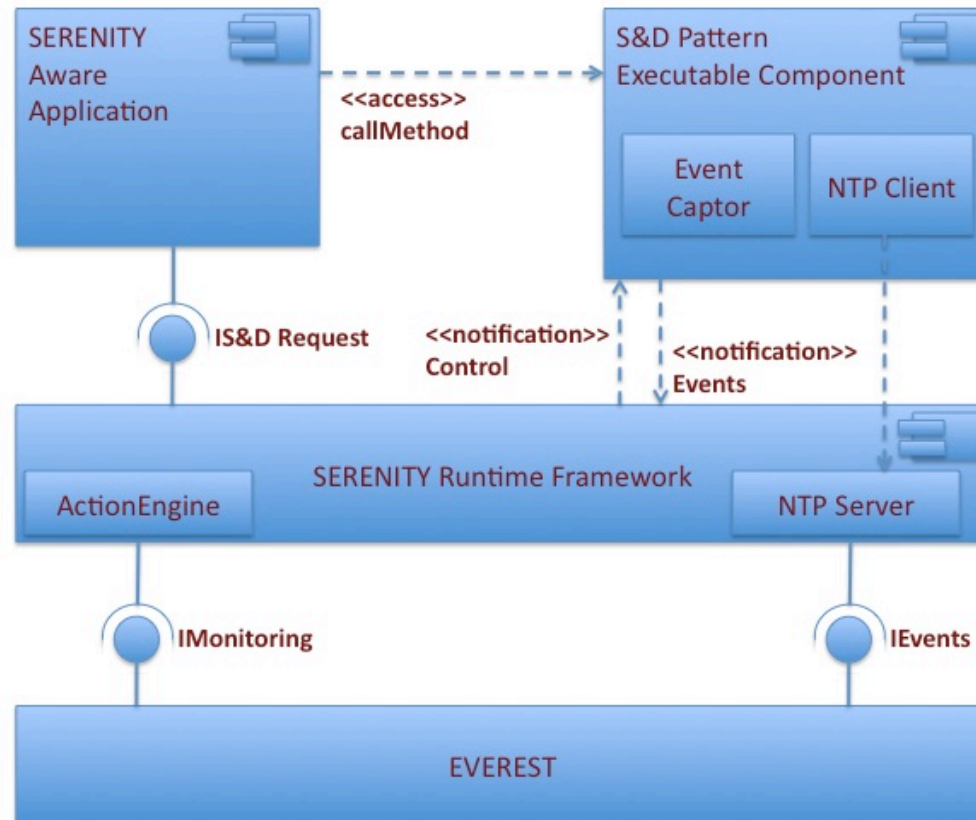 SERENITY
Aware
Application
<<access>>
callMethod
S&D Pattern
Executable Component
Event
Captor
NTP Client
IS&D Request
<<notification>>
Control
<<notification>>
Events
SERENITY Runtime Framework
ActionEngine
NTP Server
IMonitoring
IEvents
EVEREST